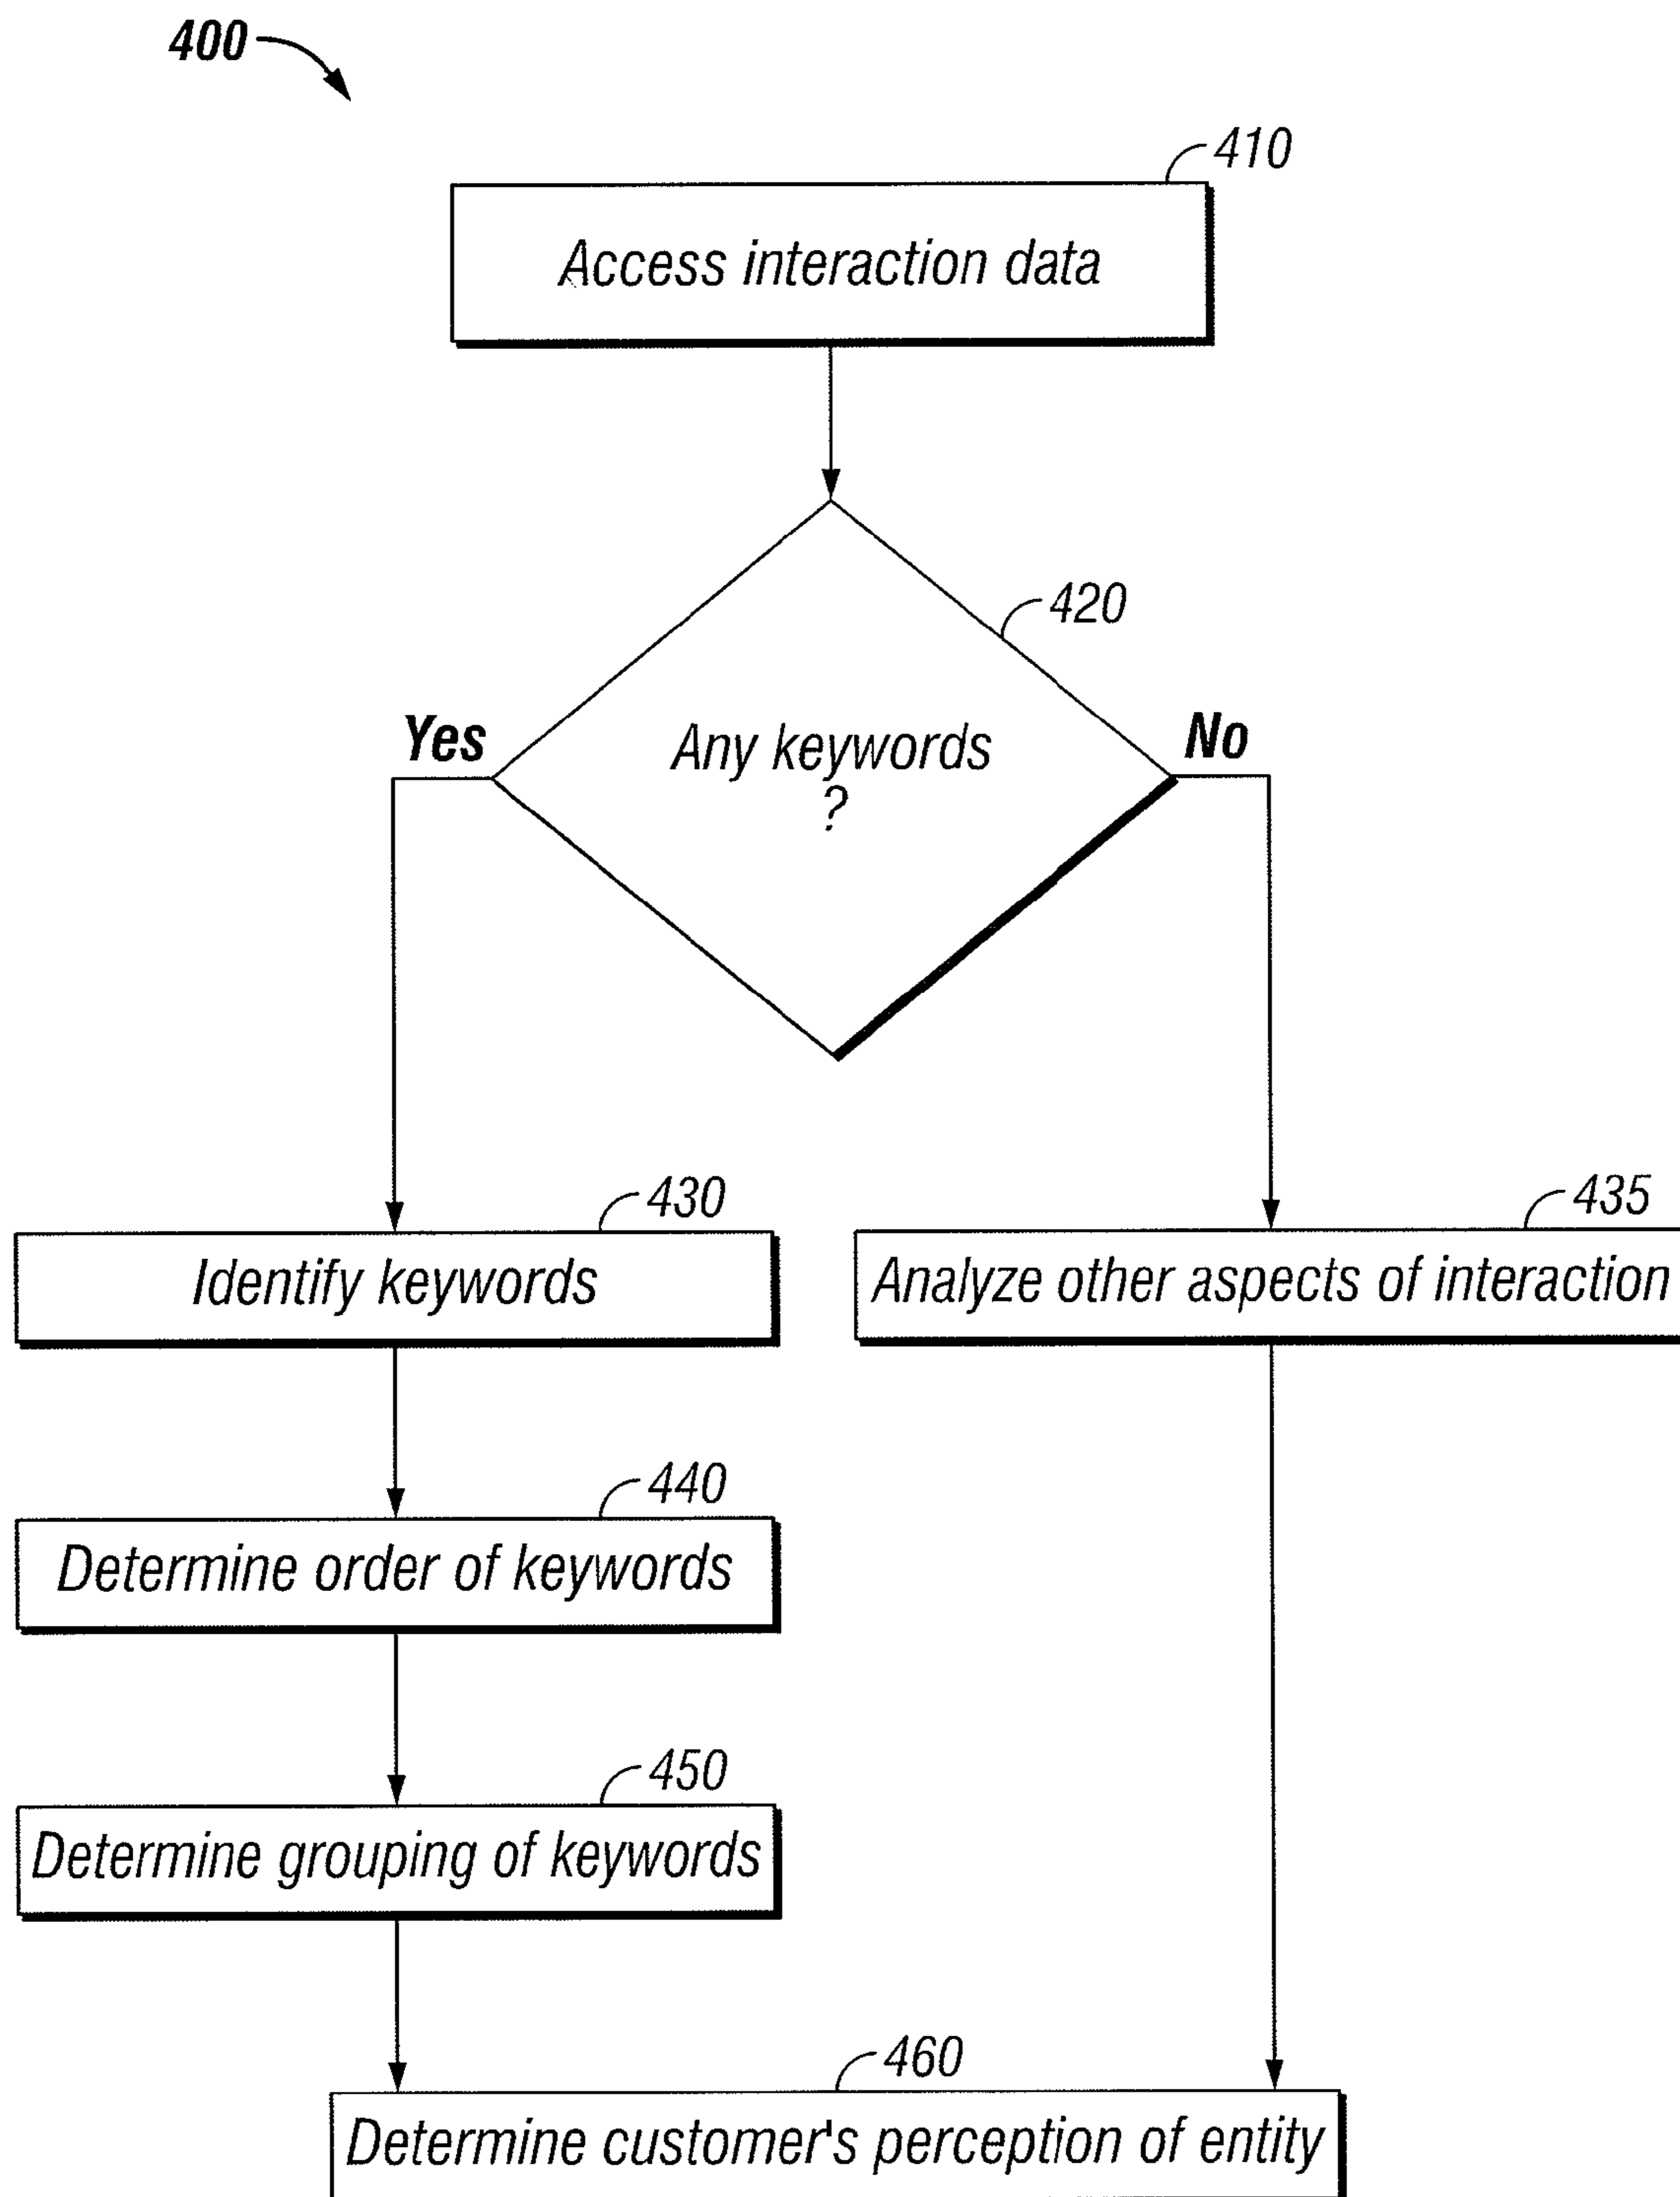 400
410
Access interaction data
420
Yes
No
Any keywords
?
430
435
Identify keywords
Analyze other aspects of interaction
440
Determine order of keywords
450
Determine grouping of keywords
460
Determine customer's perception of entity